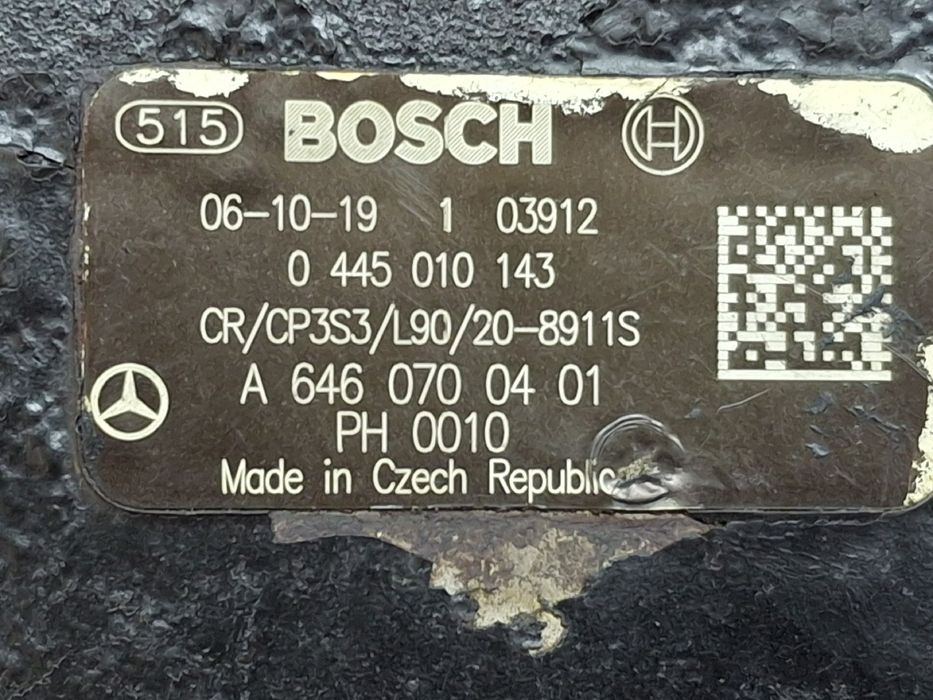 515 BOSCH
06-10-19 1 03912
0 445 010 143
CR/CP3S3/L90/20-8911S
A 646 070 04 01
PH 0010
Made in Czech Republic